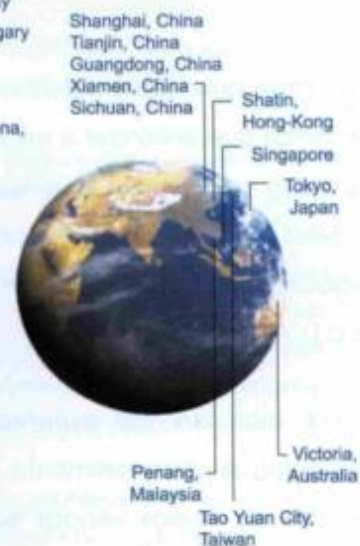 Shanghai, China
Tianjin, China
Guangdong, China
Xiamen, China
Sichuan, China
Shatin,
Hong-Kong
Singapore
Tokyo,
Japan
Victoria,
Australia
Penang,
Malaysia
Tao Yuan City,
Taiwan